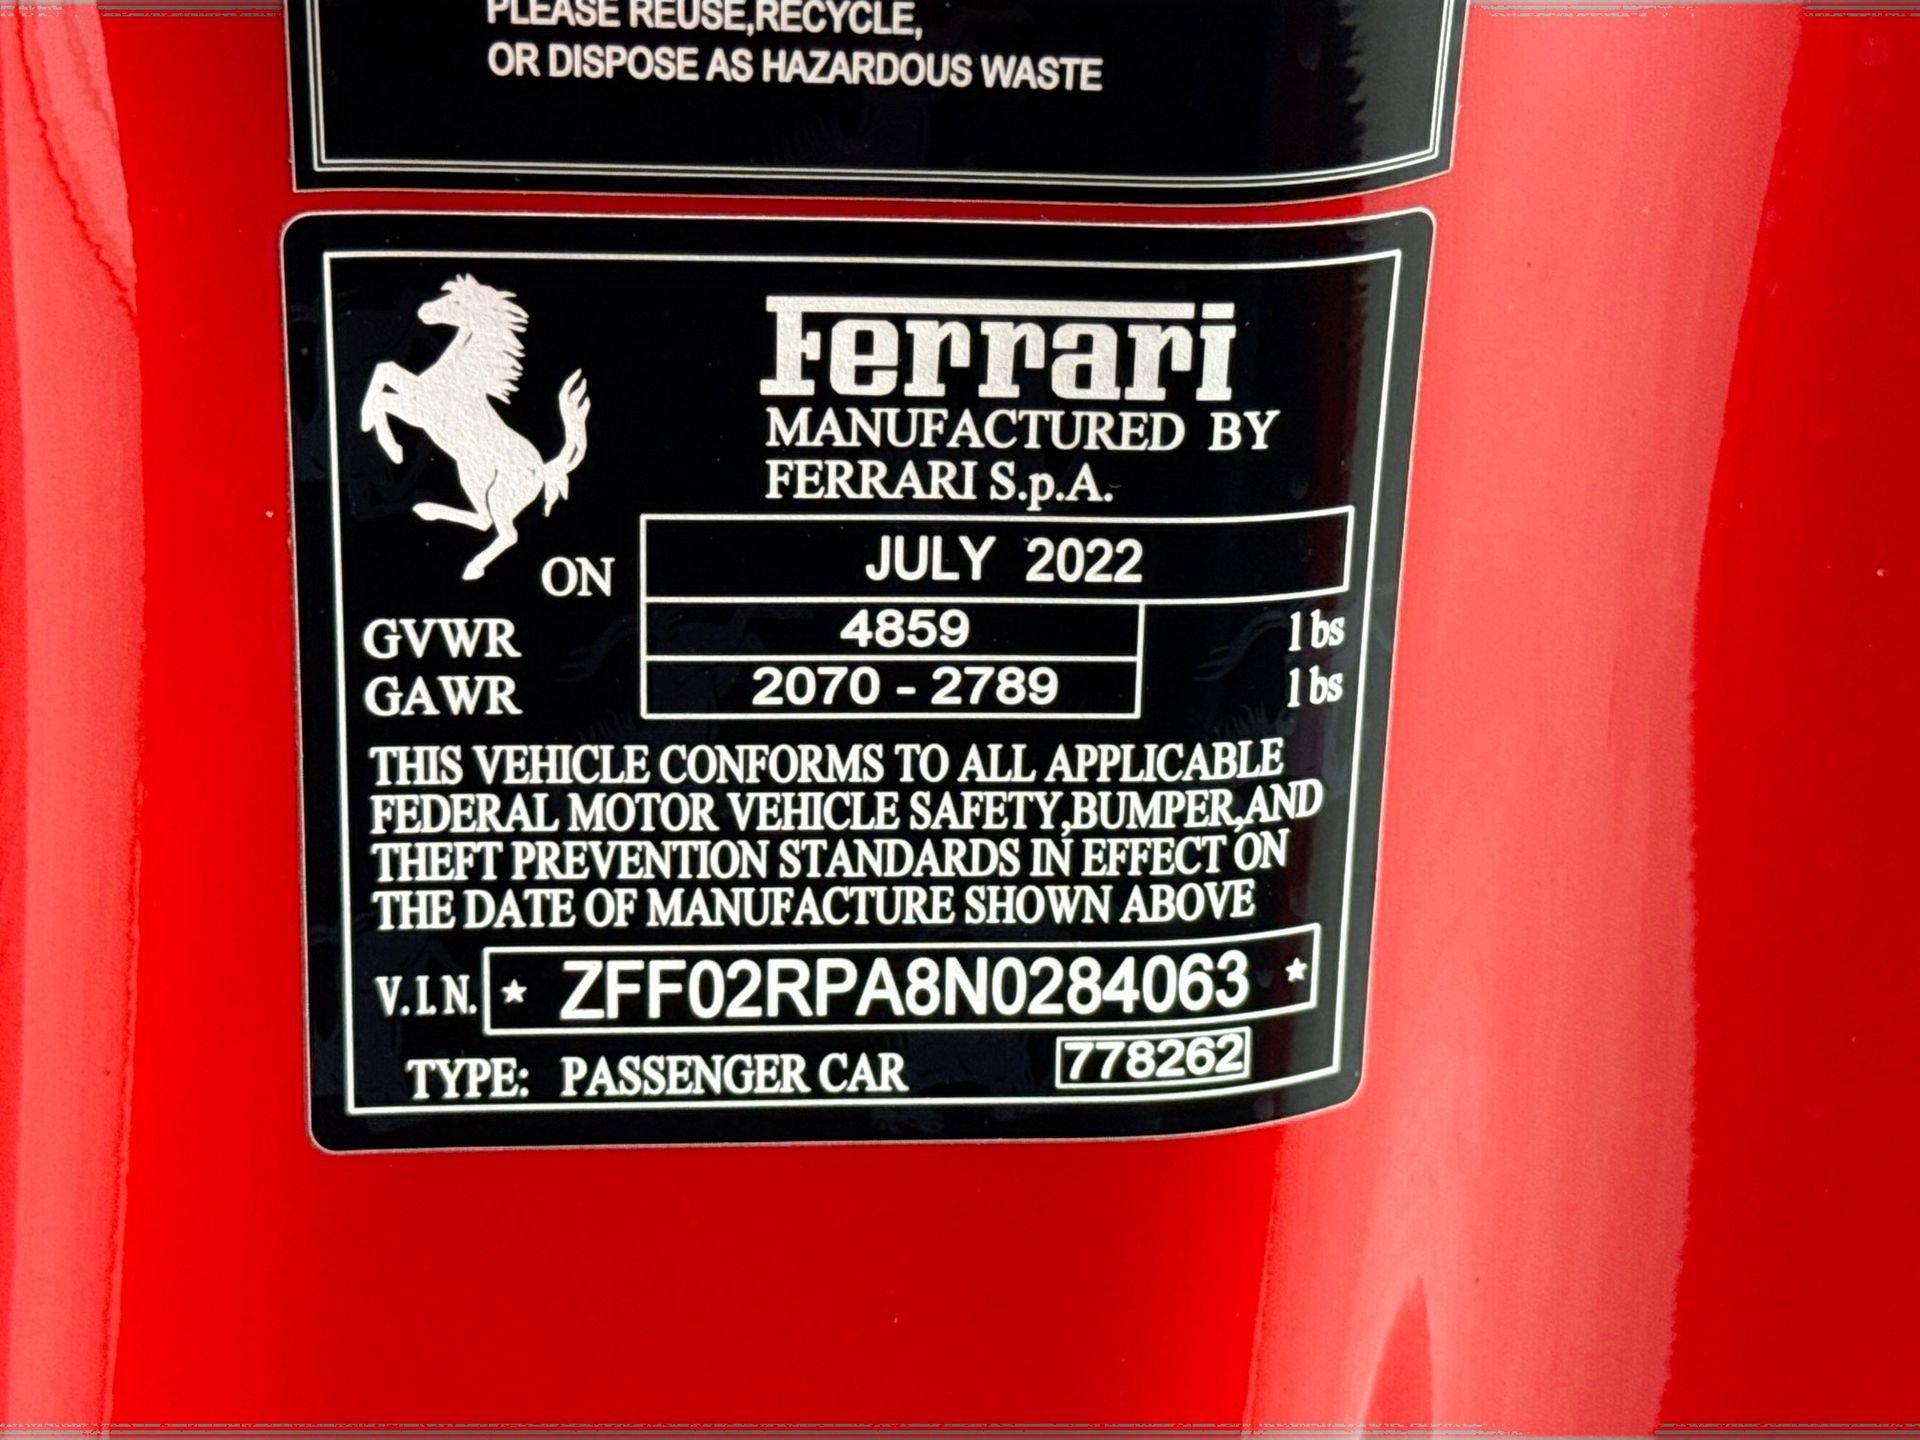 PLEASE REUSE,RECYCLE,
OR DISPOSE AS HAZARDOUS WASTE
Ferrari
MANUFACTURED BY
FERRARI S.p.A.
ON JULY 2022
GVWR 4859 lbs
GAWR 2070 - 2789 lbs
THIS VEHICLE CONFORMS TO ALL APPLICABLE
FEDERAL MOTOR VEHICLE SAFETY,BUMPER,AND
THEFT PREVENTION STANDARDS IN EFFECT ON
THE DATE OF MANUFACTURE SHOWN ABOVE
V.I.N. * ZFF02RPA8N0284063 *
TYPE: PASSENGER CAR 778262